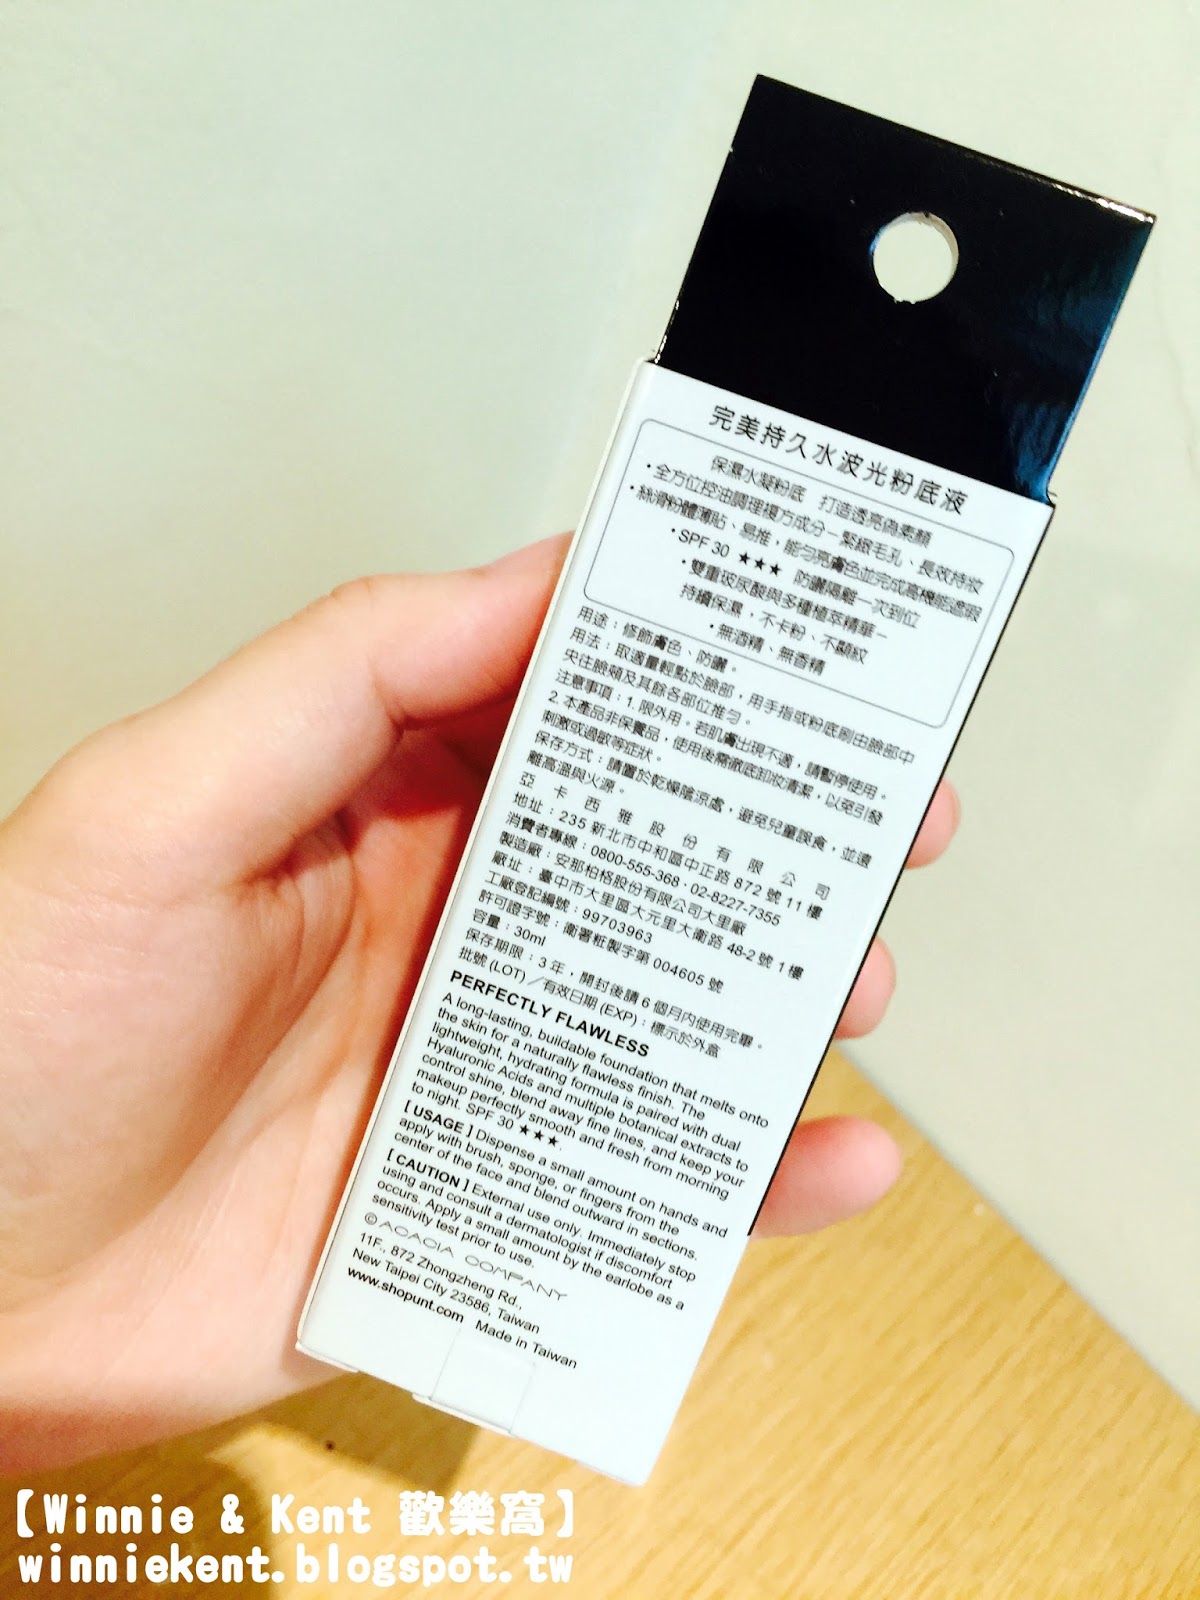 完美持久水波光粉底液
保濕水凝粉底 打造透亮偽素顏
・全方位控油調理複方成分－緊緻毛孔、長效持妝
・絲滑粉體薄貼、易推，能勻亮膚色並完成高機能遮瑕
・SPF 30 ★★★ 防曬隔離一次到位
・雙重玻尿酸與多種植萃精華－
持續保濕，不卡粉、不顯紋
・無酒精、無香精
用途：修飾膚色、防曬。
用法：取適量輕點於臉部，用手指或粉底刷由臉部中
央往臉頰及其餘各部位推勻。
注意事項：1. 限外用。若肌膚出現不適，請暫停使用。
2. 本產品非保養品，使用後需徹底卸妝清潔，以免引發
刺激或過敏等症狀。
保存方式：請置於乾燥陰涼處，避免兒童誤食，並遠
離高溫與火源。
亞卡西雅股份有限公司
地址：235 新北市中和區中正路 872 號 11 樓
消費者專線：0800-555-368・02-8227-7355
製造廠：安那柏格股份有限公司大里廠
廠址：臺中市大里區大元里大衛路 48-2 號 1 樓
工廠登記編號：99703963
許可證字號：衛署粧製字第 004605 號
容量：30ml
保存期限：3 年，開封後請 6 個月內使用完畢。
批號 (LOT) ／有效日期 (EXP)：標示於外盒
PERFECTLY FLAWLESS
A long-lasting, buildable foundation that melts onto
the skin for a naturally flawless finish. The
lightweight, hydrating formula is paired with dual
Hyaluronic Acids and multiple botanical extracts to
control shine, blend away fine lines, and keep your
makeup perfectly smooth and fresh from morning
to night. SPF 30 ★★★.
[ USAGE ] Dispense a small amount on hands and
apply with brush, sponge, or fingers from the
center of the face and blend outward in sections.
[ CAUTION ] External use only. Immediately stop
using and consult a dermatologist if discomfort
occurs. Apply a small amount by the earlobe as a
sensitivity test prior to use.
© ACACIA COMPANY
11F., 872 Zhongzheng Rd.,
New Taipei City 23586, Taiwan
www.shopunt.com Made in Taiwan
【Winnie & Kent 歡樂窩】
winniekent.blogspot.tw